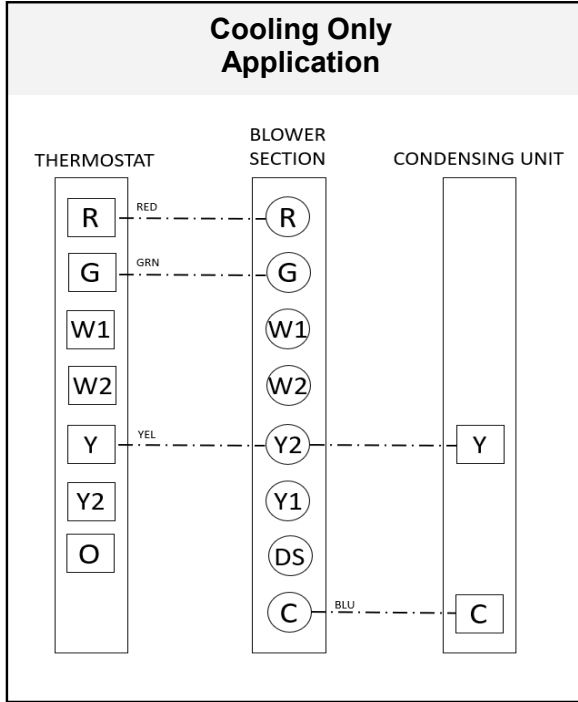 Cooling Only
Application
BLOWER
THERMOSTAT SECTION CONDENSING UNIT
R RED R
G GRN G
W1 W1
W2 W2
Y YEL Y2 Y
Y2 Y1
O DS
C BLU C